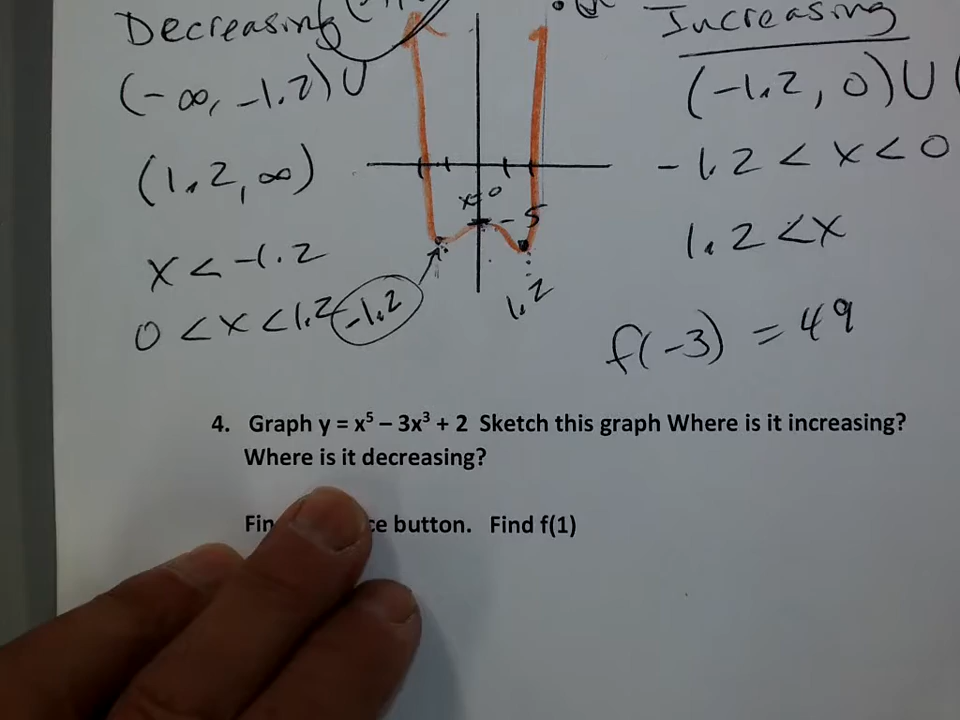 Decreasing
(-∞, -1.2) U
(1.2, ∞)
x < -1.2
0 < x < 1.2
-1.2
x=0
-5
1.2
Increasing
(-1.2, 0) U (
-1.2 < x < 0
1.2 < x
f(-3) = 49
4. Graph y = x⁵ – 3x³ + 2 Sketch this graph Where is it increasing?
Where is it decreasing?
button. Find f(1)